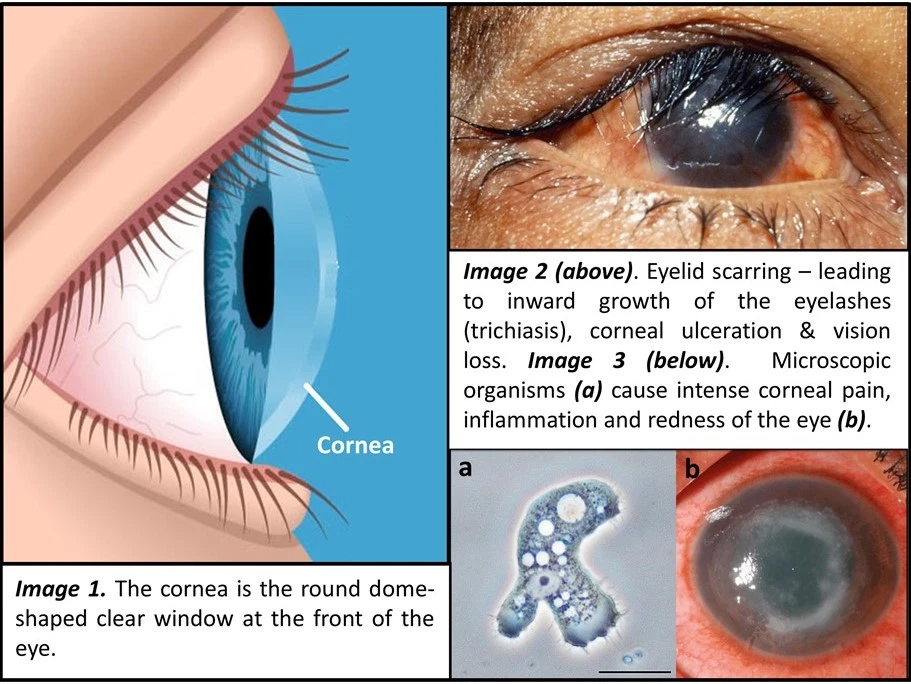 Cornea
Image 1. The cornea is the round dome-
shaped clear window at the front of the
eye.
Image 2 (above). Eyelid scarring – leading
to inward growth of the eyelashes
(trichiasis), corneal ulceration & vision
loss. Image 3 (below). Microscopic
organisms (a) cause intense corneal pain,
inflammation and redness of the eye (b).
a
b